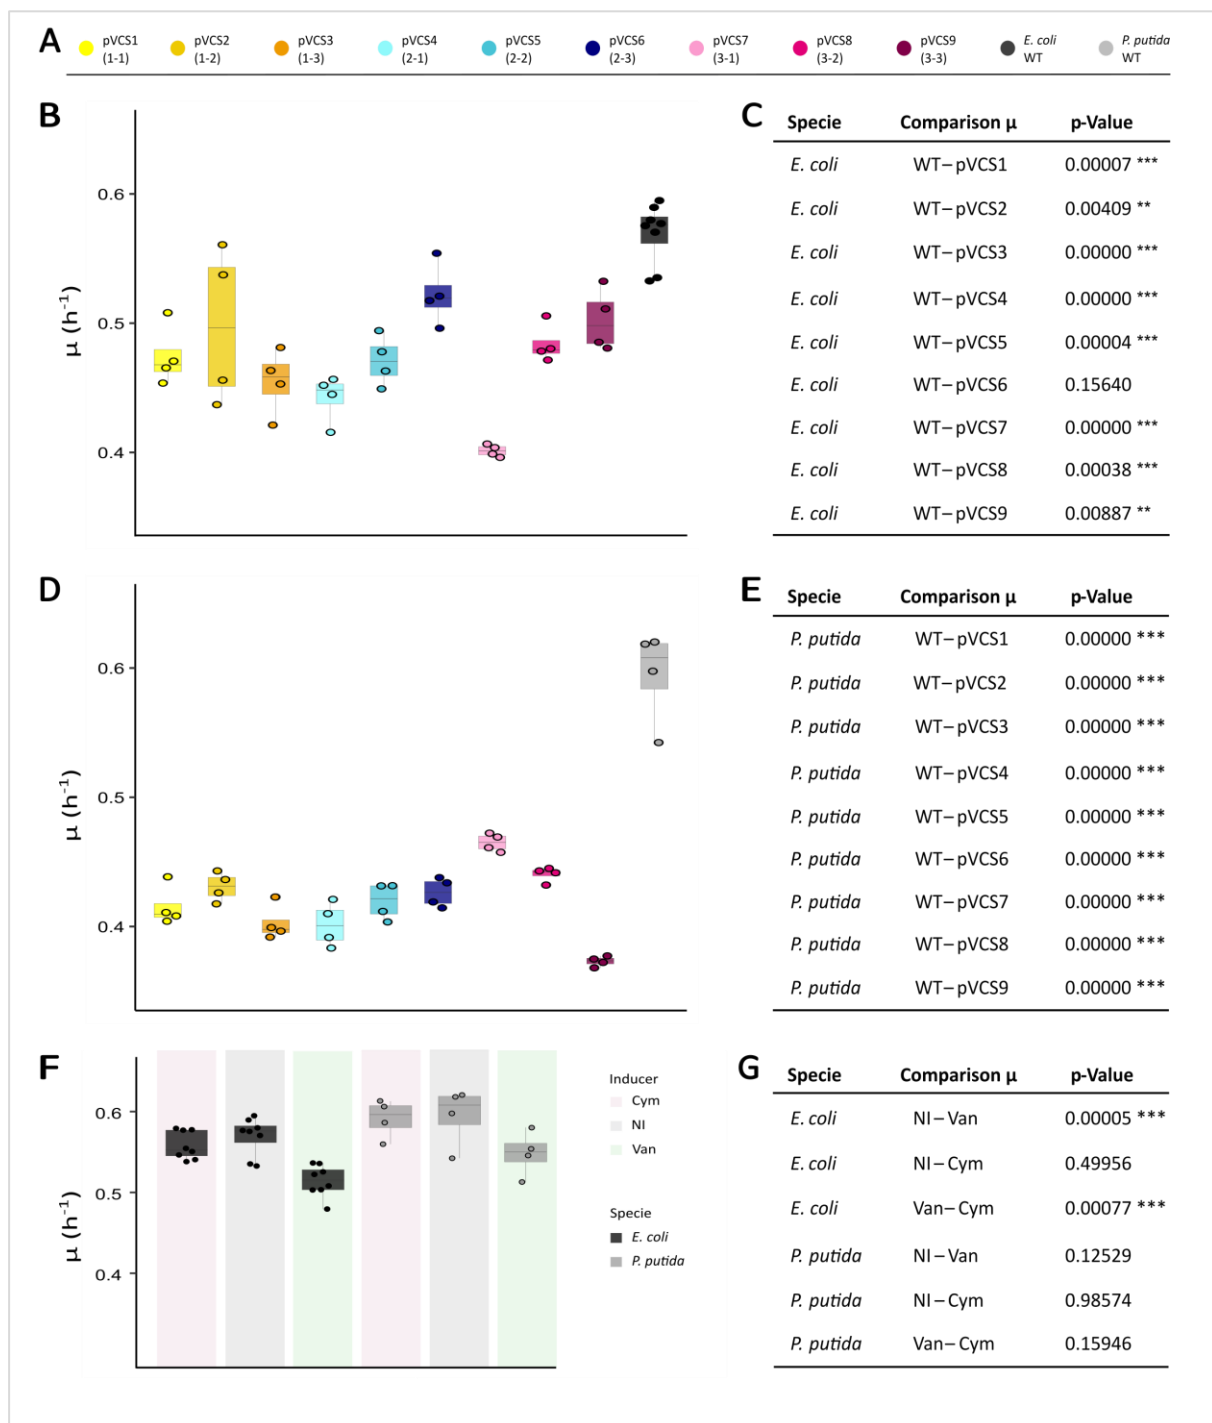 A
pVCS1 pVCS2 pVCS3 pVCS4 pVCS5 pVCS6 pVCS7 pVCS8 pVCS9 E. coli P. putida
(1-1) (1-2) (1-3) (2-1) (2-2) (2-3) (3-1) (3-2) (3-3) WT WT
B
μ (h⁻¹)
0.6
0.5
0.4
C
Specie Comparison μ p-Value
E. coli WT–pVCS1 0.00007 ***
E. coli WT–pVCS2 0.00409 **
E. coli WT–pVCS3 0.00000 ***
E. coli WT–pVCS4 0.00000 ***
E. coli WT–pVCS5 0.00004 ***
E. coli WT–pVCS6 0.15640
E. coli WT–pVCS7 0.00000 ***
E. coli WT–pVCS8 0.00038 ***
E. coli WT–pVCS9 0.00887 **
D
μ (h⁻¹)
0.6
0.5
0.4
E
Specie Comparison μ p-Value
P. putida WT–pVCS1 0.00000 ***
P. putida WT–pVCS2 0.00000 ***
P. putida WT–pVCS3 0.00000 ***
P. putida WT–pVCS4 0.00000 ***
P. putida WT–pVCS5 0.00000 ***
P. putida WT–pVCS6 0.00000 ***
P. putida WT–pVCS7 0.00000 ***
P. putida WT–pVCS8 0.00000 ***
P. putida WT–pVCS9 0.00000 ***
F
μ (h⁻¹)
0.6
0.5
0.4
Inducer
Cym
NI
Van
Specie
E. coli
P. putida
G
Specie Comparison μ p-Value
E. coli NI–Van 0.00005 ***
E. coli NI–Cym 0.49956
E. coli Van–Cym 0.00077 ***
P. putida NI–Van 0.12529
P. putida NI–Cym 0.98574
P. putida Van–Cym 0.15946